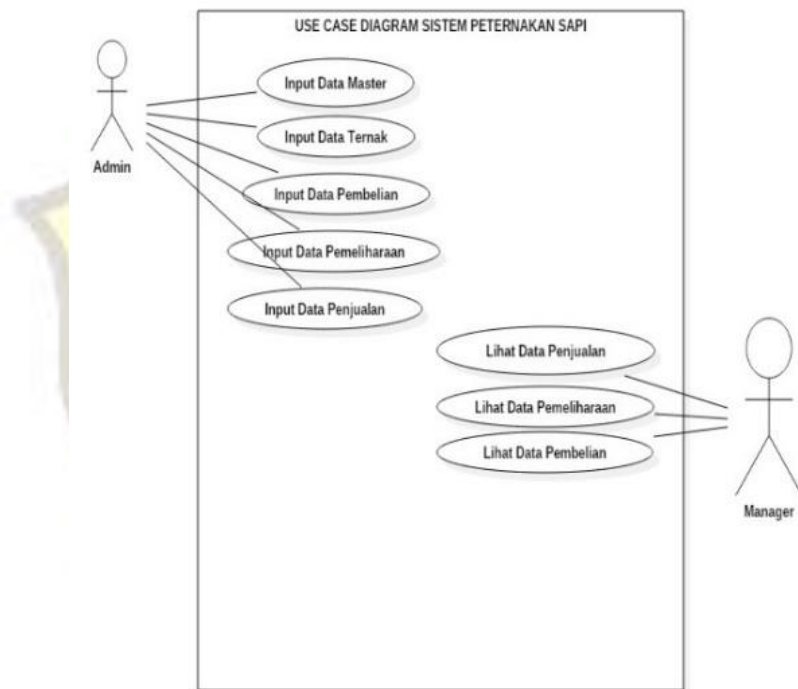 USE CASE DIAGRAM SISTEM PETERNAKAN SAPI
Input Data Master
Input Data Ternak
Admin
Input Data Pembelian
Input Data Pemeliharaan
Input Data Penjualan
Lihat Data Penjualan
Lihat Data Pemeliharaan
Lihat Data Pembelian
Manager